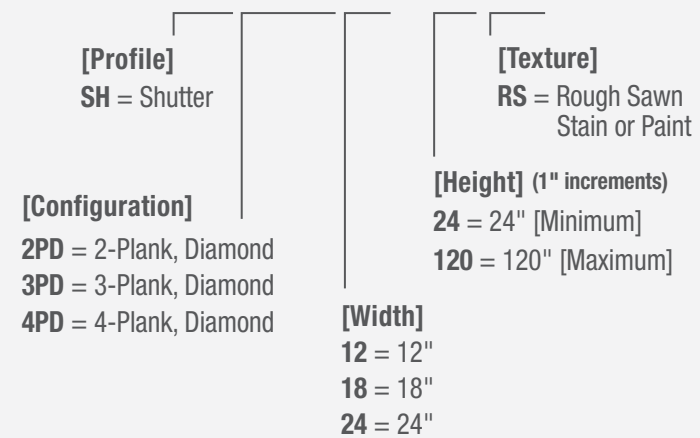 [Profile]
SH = Shutter
[Texture]
RS = Rough Sawn
Stain or Paint
[Height] (1" increments)
24 = 24" [Minimum]
120 = 120" [Maximum]
[Configuration]
2PD = 2-Plank, Diamond
3PD = 3-Plank, Diamond
4PD = 4-Plank, Diamond
[Width]
12 = 12"
18 = 18"
24 = 24"